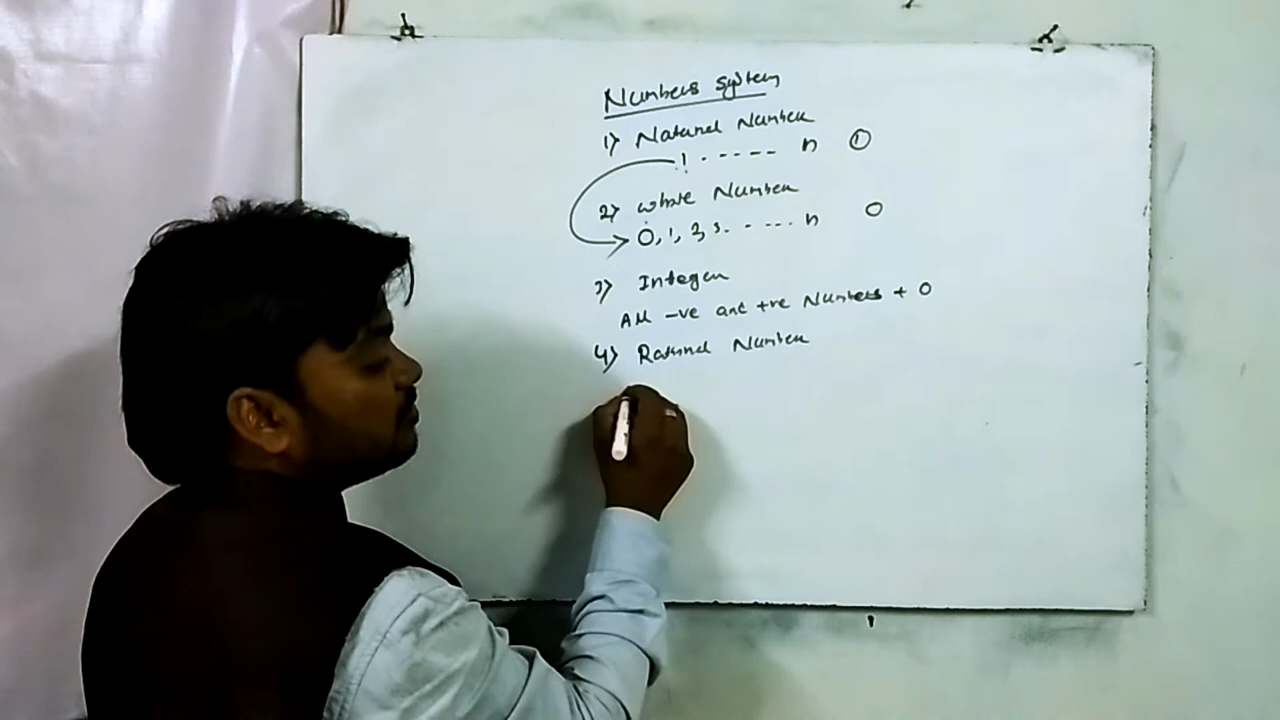 Numbers system
1) Natural Number
1 ------ n ①
2) whole Number
0, 1, 2, 3. - ---- n 0
3) Integer
All -ve and +ve Numbers + 0
4) Rational Number